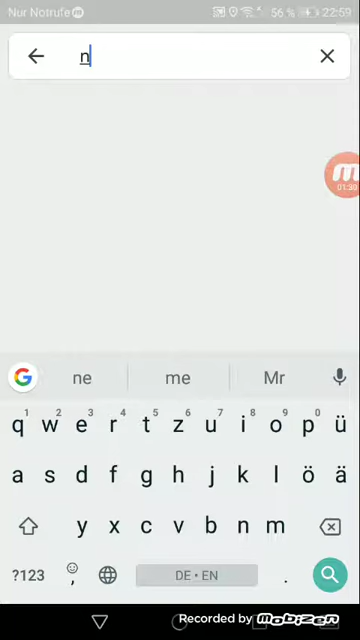 Nur Notrufe 56 % 22:59
n
01:30
ne me Mr
1 2 3 4 5 6 7 8 9 0
q w e r t z u i o p ü
a s d f g h j k l ö ä
y x c v b n m
?123 , DE • EN .
Recorded by MOBIZEN